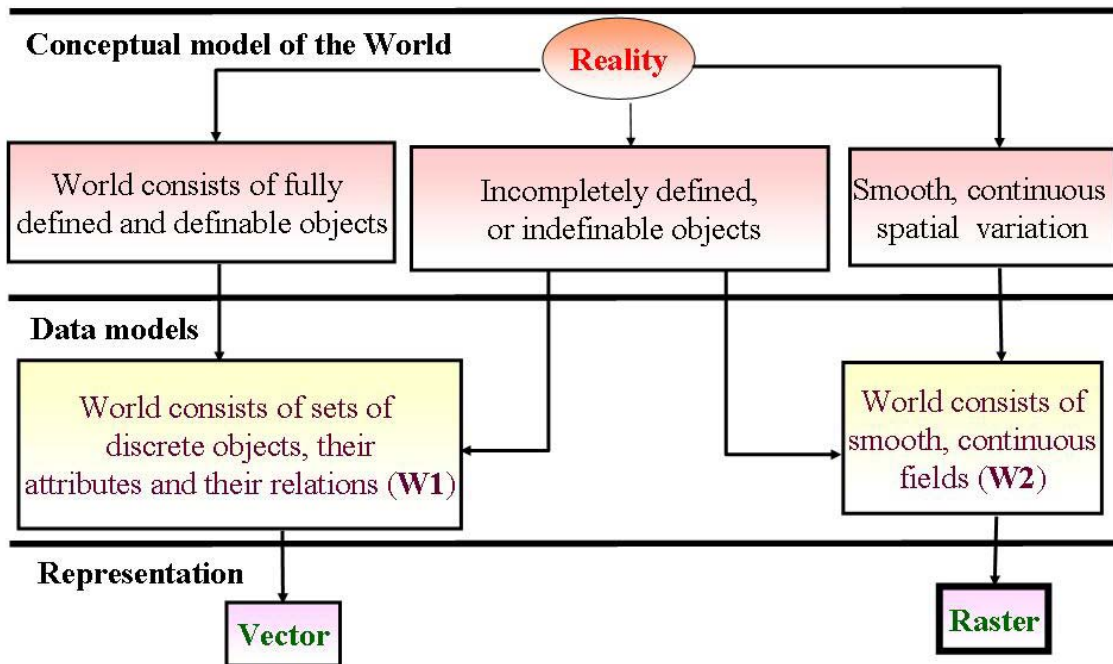 Conceptual model of the World
Reality
World consists of fully
defined and definable objects
Incompletely defined,
or indefinable objects
Smooth, continuous
spatial variation
Data models
World consists of sets of
discrete objects, their
attributes and their relations (W1)
World consists of
smooth, continuous
fields (W2)
Representation
Vector
Raster